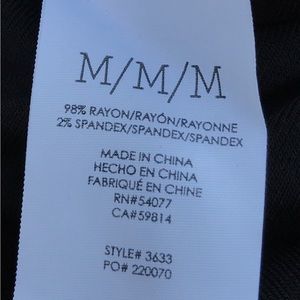 M/M/M
98% RAYON/RAYÓN/RAYONNE
2% SPANDEX/SPANDEX/SPANDEX
MADE IN CHINA
HECHO EN CHINA
FABRIQUÉ EN CHINE
RN#54077
CA#59814
STYLE# 3633
PO# 220070